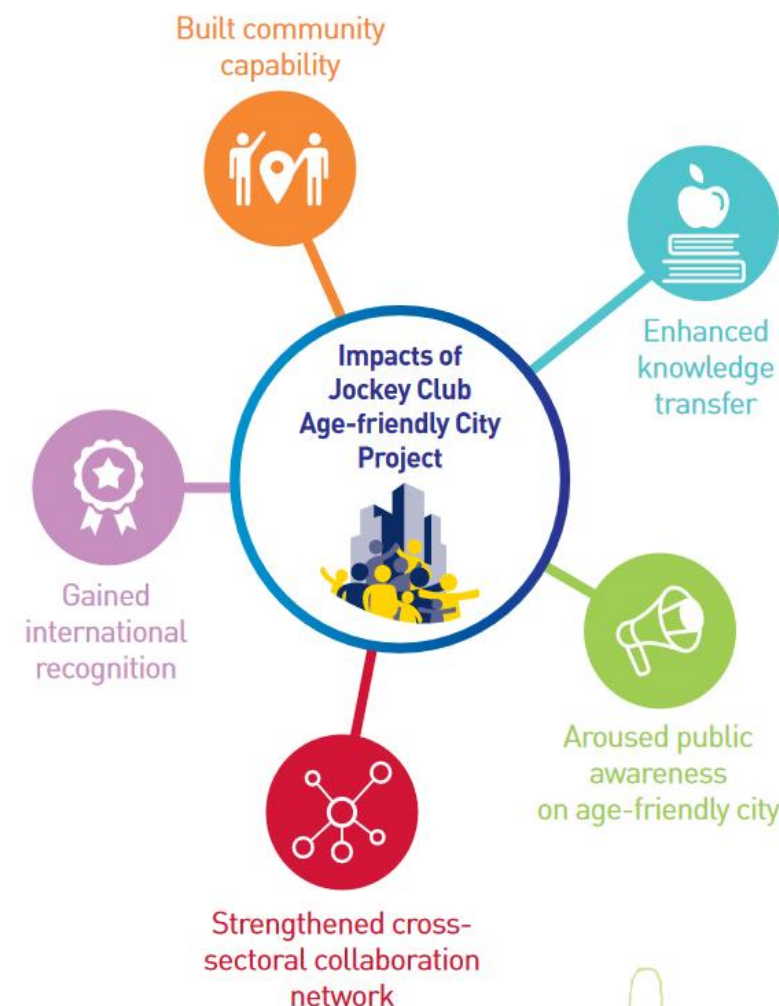 Built community
capability
Enhanced
knowledge
transfer
Impacts of
Jockey Club
Age-friendly City
Project
Gained
international
recognition
Aroused public
awareness
on age-friendly city
Strengthened cross-
sectoral collaboration
network